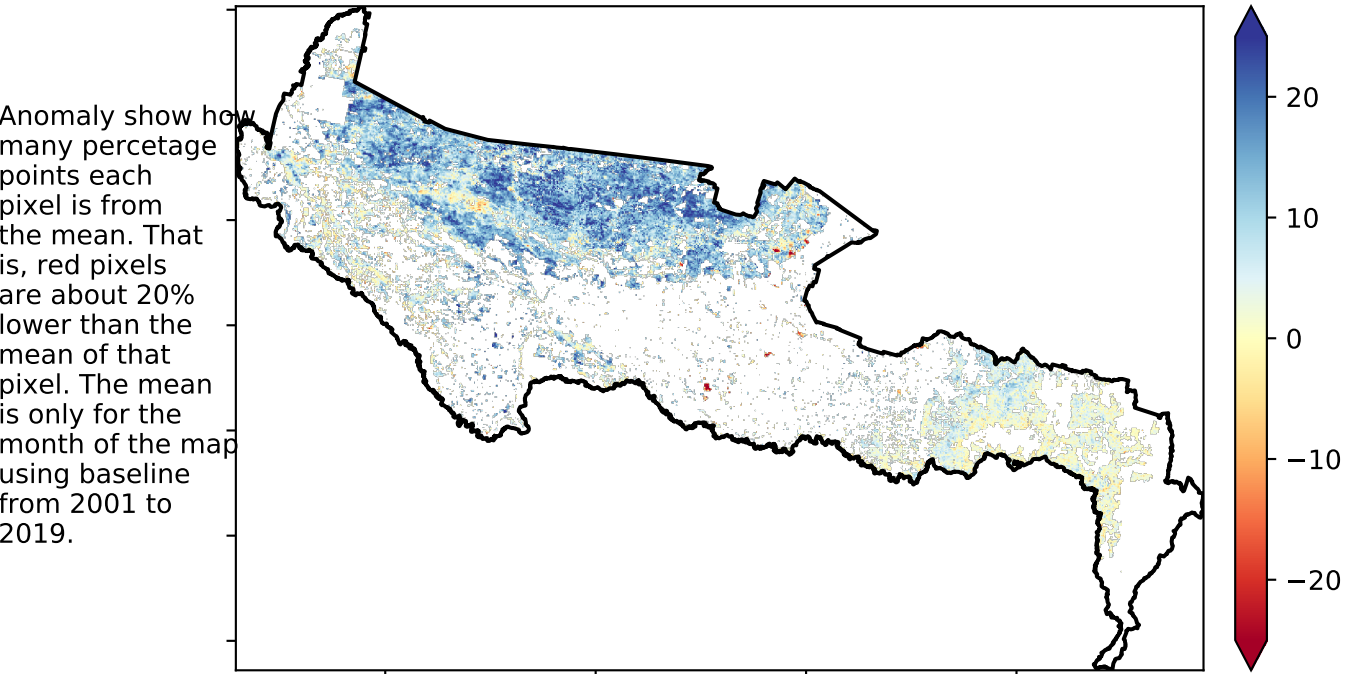 Anomaly show how
many percetage
points each
pixel is from
the mean. That
is, red pixels
are about 20%
lower than the
mean of that
pixel. The mean
is only for the
month of the map
using baseline
from 2001 to
2019.
20
10
0
−10
−20